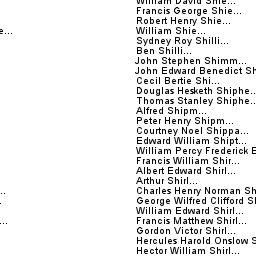 William David Shie...
Francis George Shie...
Robert Henry Shie...
e...
William Shie...
Sydney Roy Shilli...
Ben Shilli...
John Stephen Shimm...
John Edward Benedict Sh
Cecil Bertie Shi...
Douglas Hesketh Shiphe...
Thomas Stanley Shiphe...
Alfred Shipm...
Peter Henry Shipm...
Courtney Noel Shippa...
Edward William Shipt...
William Percy Frederick
Francis William Shir...
Albert Edward Shirl...
Arthur Shirl...
Charles Henry Norman Sh
George Wilfred Clifford Sh
William Edward Shirl...
Francis Matthew Shirl...
Gordon Victor Shirl...
Hercules Harold Onslow S
Hector William Shirl...